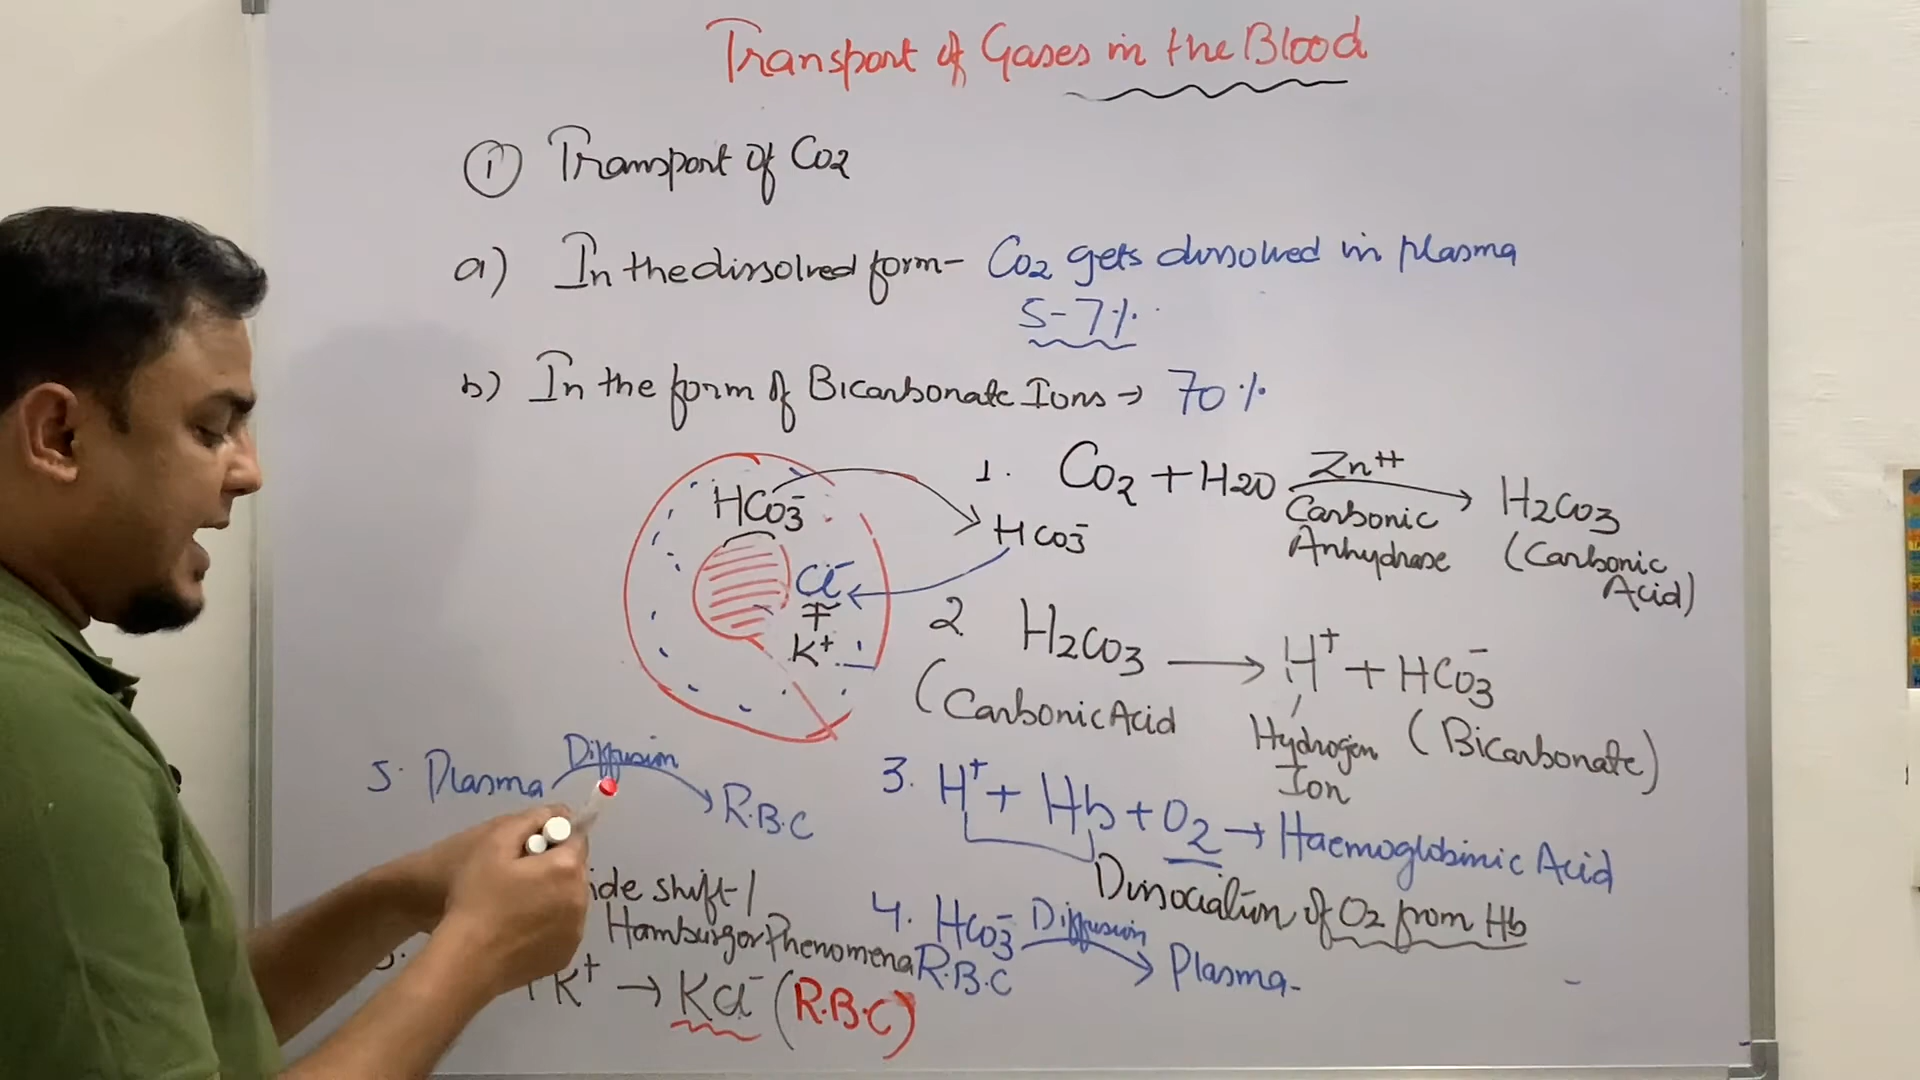 Transport of Gases in the Blood
1 Transport of Co2
a) In the dissolved form- Co2 gets dissolved in plasma
5-7%
b) In the form of Bicarbonate Ions → 70%
HCo3⁻
Cl⁻
+
K⁺
HCo3⁻
1. Co2 + H2O Zn⁺⁺ → H2Co3
Carbonic Anhydrase
(Carbonic Acid)
2. H2Co3 → H⁺ + HCo3⁻
(Carbonic Acid
Hydrogen Ion
(Bicarbonate)
3. H⁺ + Hb + O2 → Haemoglobinic Acid
Dissociation of O2 from Hb
4. HCo3⁻ Diffusion → Plasma
R.B.C
5. Plasma Diffusion → R.B.C
ide shift/
Hamburger Phenomena
K⁺ → KCl⁻ (R.B.C)